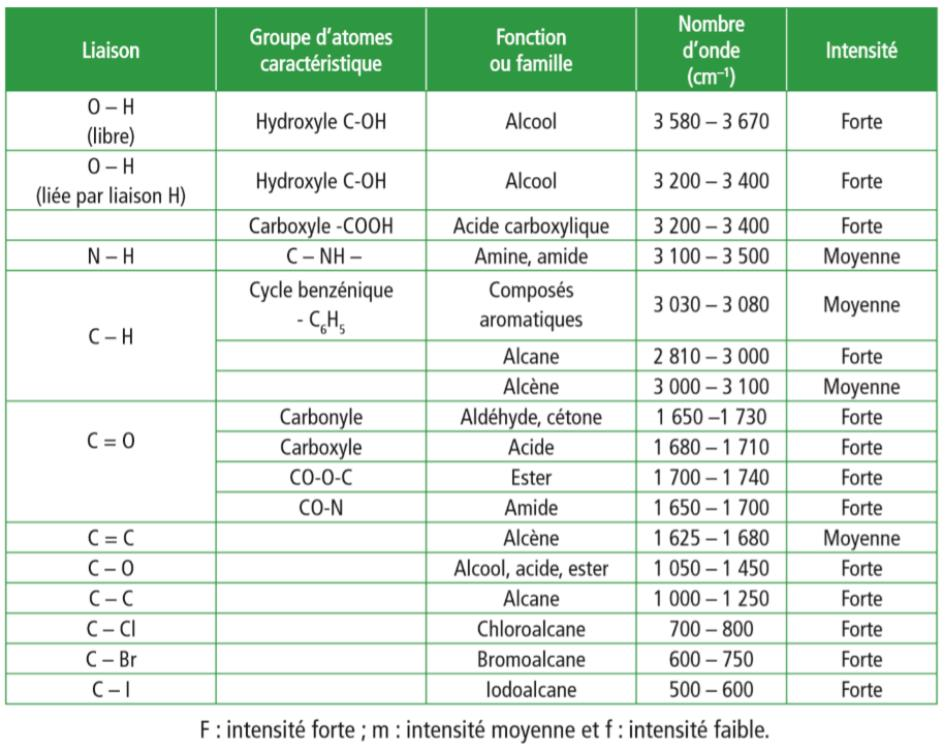 Liaison
Groupe d'atomes
caractéristique
Fonction
ou famille
Nombre
d'onde
(cm⁻¹)
Intensité
O – H
(libre)
Hydroxyle C-OH
Alcool
3 580 – 3 670
Forte
O – H
(liée par liaison H)
Hydroxyle C-OH
Alcool
3 200 – 3 400
Forte
Carboxyle -COOH
Acide carboxylique
3 200 – 3 400
Forte
N – H
C – NH –
Amine, amide
3 100 – 3 500
Moyenne
C – H
Cycle benzénique
- C₆H₅
Composés
aromatiques
3 030 – 3 080
Moyenne
Alcane
2 810 – 3 000
Forte
Alcène
3 000 – 3 100
Moyenne
C = O
Carbonyle
Aldéhyde, cétone
1 650 –1 730
Forte
Carboxyle
Acide
1 680 – 1 710
Forte
CO-O-C
Ester
1 700 – 1 740
Forte
CO-N
Amide
1 650 – 1 700
Forte
C = C
Alcène
1 625 – 1 680
Moyenne
C – O
Alcool, acide, ester
1 050 – 1 450
Forte
C – C
Alcane
1 000 – 1 250
Forte
C – Cl
Chloroalcane
700 – 800
Forte
C – Br
Bromoalcane
600 – 750
Forte
C – I
Iodoalcane
500 – 600
Forte
F : intensité forte ; m : intensité moyenne et f : intensité faible.